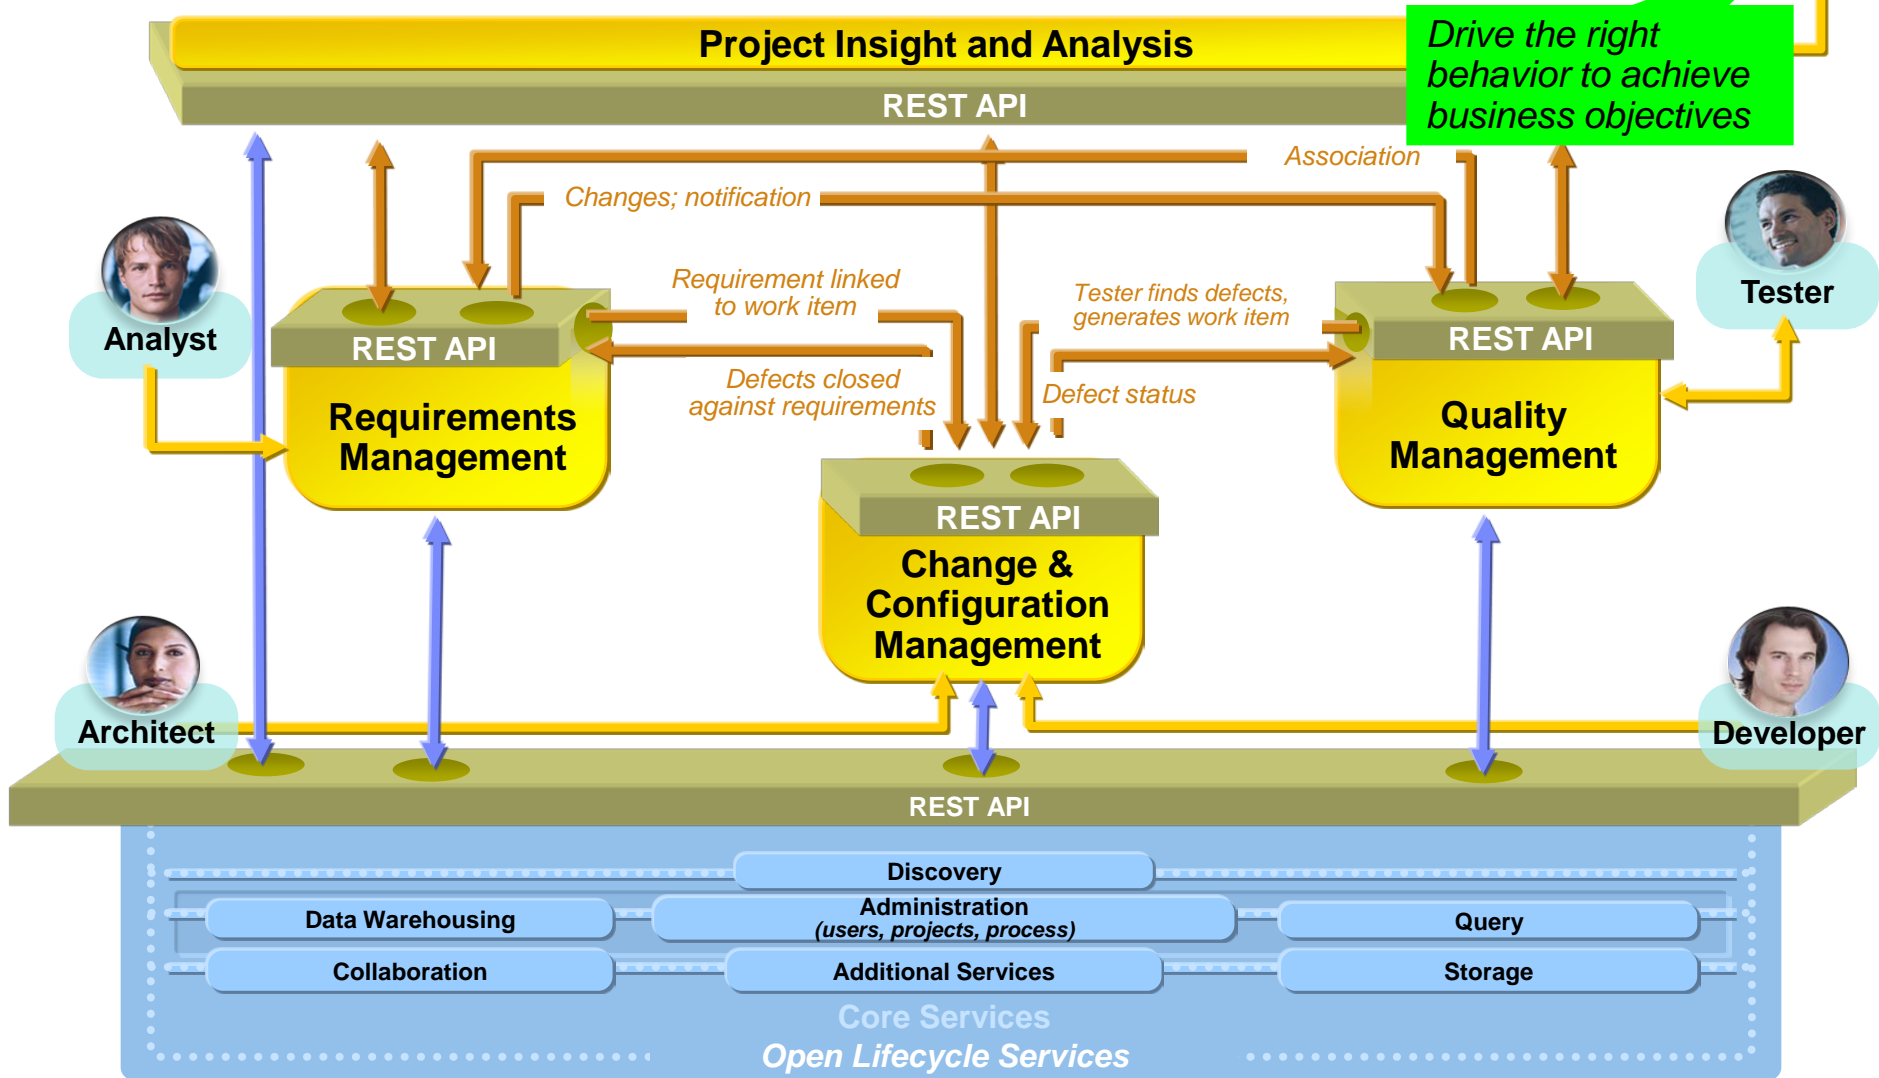 Project Insight and Analysis
Drive the right
behavior to achieve
business objectives
REST API
Association
Changes; notification
Requirement linked
to work item
Tester finds defects,
generates work item
Analyst
Tester
REST API
REST API
Defects closed
against requirements
Defect status
Requirements
Management
Quality
Management
REST API
Change &
Configuration
Management
Architect
Developer
REST API
Discovery
Data Warehousing
Administration
(users, projects, process)
Query
Collaboration
Additional Services
Storage
Core Services
Open Lifecycle Services